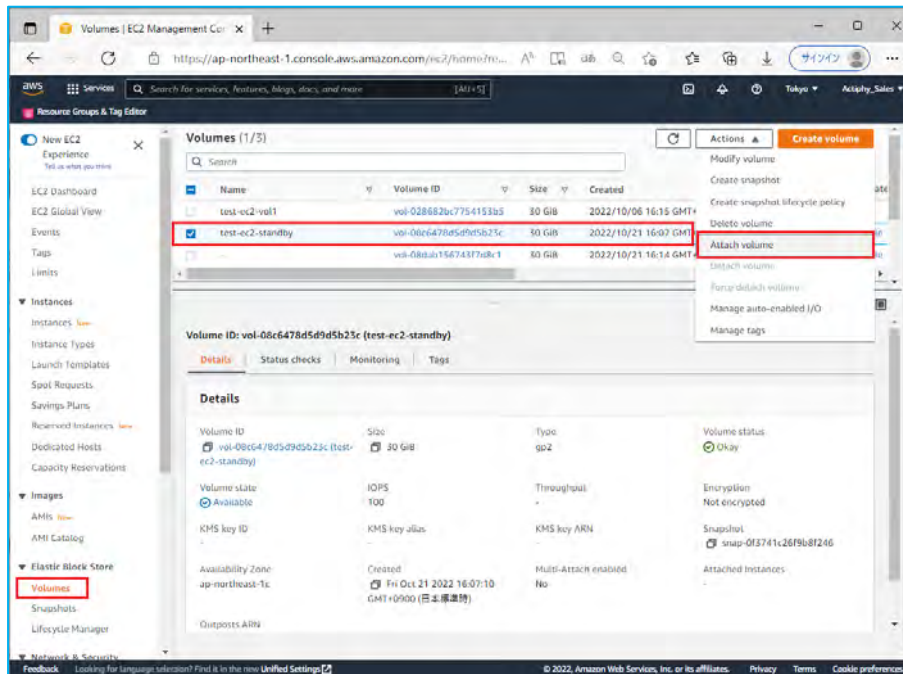 Volumes | EC2 Management Cor
https://ap-northeast-1.console.aws.amazon.com/ec2/home?re...
サインイン
aws
Services
Search for services, features, blogs, docs, and more
[Alt+S]
Tokyo
Actiphy_Sales
Resource Groups & Tag Editor
New EC2
Experience
Tell us what you think
EC2 Dashboard
EC2 Global View
Events
Tags
Limits
Instances
Instances New
Instance Types
Launch Templates
Spot Requests
Savings Plans
Reserved Instances New
Dedicated Hosts
Capacity Reservations
Images
AMIs New
AMI Catalog
Elastic Block Store
Volumes
Snapshots
Lifecycle Manager
Network & Security
Volumes (1/3)
Actions
Create volume
Search
Name Volume ID Size Created
test-ec2-vol1 vol-028682bc7754153b5 30 GiB 2022/10/06 16:15 GMT+
test-ec2-standby vol-08c6478d5d9d5b23c 30 GiB 2022/10/21 16:07 GMT
30 GiB 2022/10/21 16:14 GMT+
Modify volume
Create snapshot
Create snapshot lifecycle policy
Delete volume
Attach volume
Detach volume
Force detach volume
Manage auto-enabled I/O
Manage tags
Volume ID: vol-08c6478d5d9d5b23c (test-ec2-standby)
Details Status checks Monitoring Tags
Details
Volume ID Size Type Volume status
vol-08c6478d5d9d5b23c (test- 30 GiB gp2 Okay
ec2-standby)
Volume state IOPS Throughput Encryption
Available 100 - Not encrypted
KMS key ID KMS key alias KMS key ARN Snapshot
- - - snap-0f3741c26f9b8f246
Availability Zone Created Multi-Attach enabled Attached Instances
ap-northeast-1c Fri Oct 21 2022 16:07:10 No -
GMT+0900 (日本標準時)
Outposts ARN
Feedback Looking for language selection? Find it in the new Unified Settings © 2022, Amazon Web Services, Inc. or its affiliates. Privacy Terms Cookie preferences